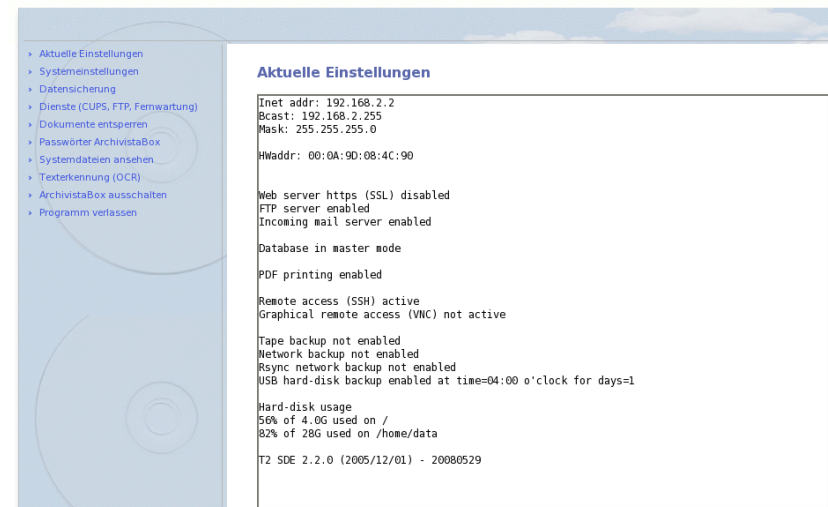 Aktuelle Einstellungen
Systemeinstellungen
Datensicherung
Dienste (CUPS, FTP, Fernwartung)
Dokumente entsperren
Passwörter ArchivistaBox
Systemdateien ansehen
Texterkennung (OCR)
ArchivistaBox ausschalten
Programm verlassen
Aktuelle Einstellungen
Inet addr: 192.168.2.2
Bcast: 192.168.2.255
Mask: 255.255.255.0
HWaddr: 00:0A:9D:08:4C:90
Web server https (SSL) disabled
FTP server enabled
Incoming mail server enabled
Database in master mode
PDF printing enabled
Remote access (SSH) active
Graphical remote access (VNC) not active
Tape backup not enabled
Network backup not enabled
Rsync network backup not enabled
USB hard-disk backup enabled at time=04:00 o'clock for days=1
Hard-disk usage
56% of 4.0G used on /
82% of 28G used on /home/data
T2 SDE 2.2.0 (2005/12/01) - 20080529